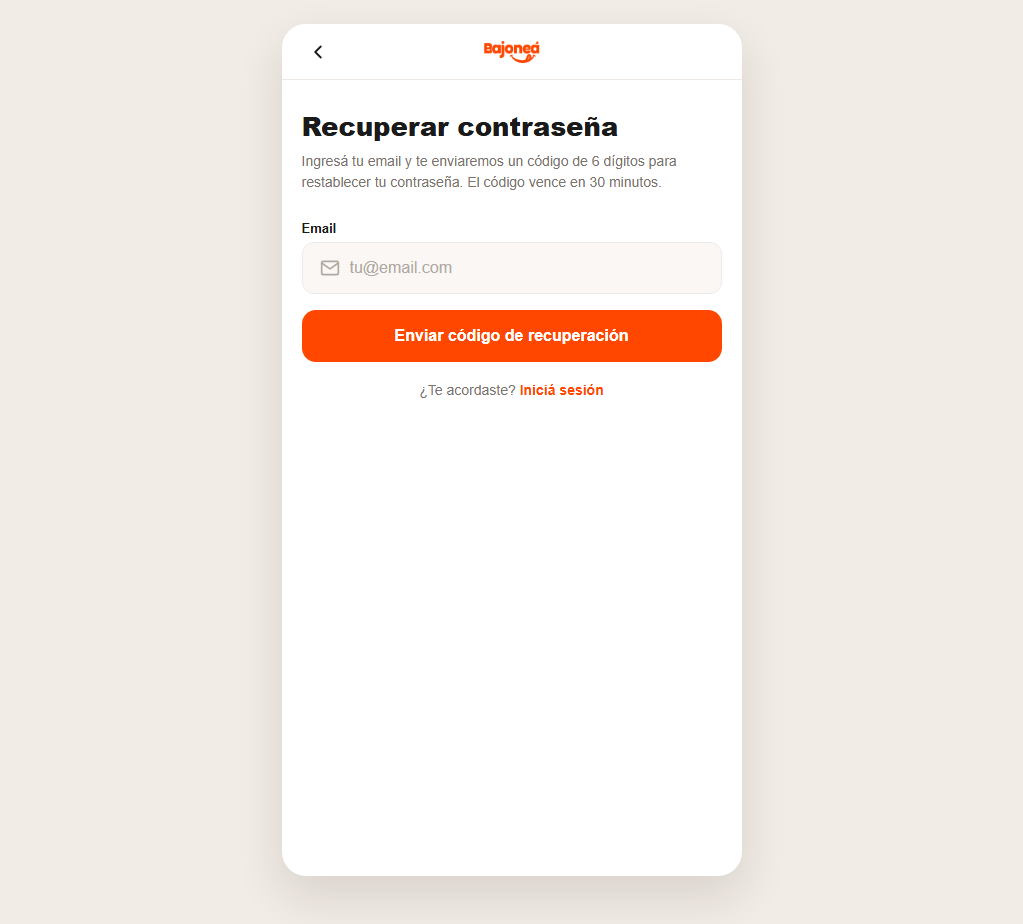 Bajoneá
Recuperar contraseña
Ingresá tu email y te enviaremos un código de 6 dígitos para
restablecer tu contraseña. El código vence en 30 minutos.
Email
tu@email.com
Enviar código de recuperación
¿Te acordaste? Iniciá sesión